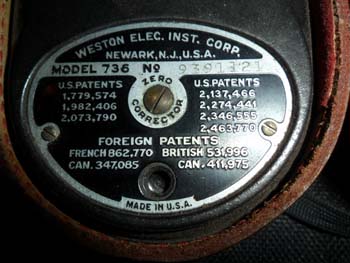 WESTON ELEC. INST. CORP.
NEWARK, N.J., U.S.A.
MODEL 736 No 9391321
ZERO CORRECTOR
U.S. PATENTS
1,779,574
1,982,406
2,073,790
U.S. PATENTS
2,137,466
2,274,441
2,346,555
2,463,770
FOREIGN PATENTS
FRENCH 862,770 BRITISH 531,996
CAN. 347,085 CAN. 411,975
MADE IN U.S.A.